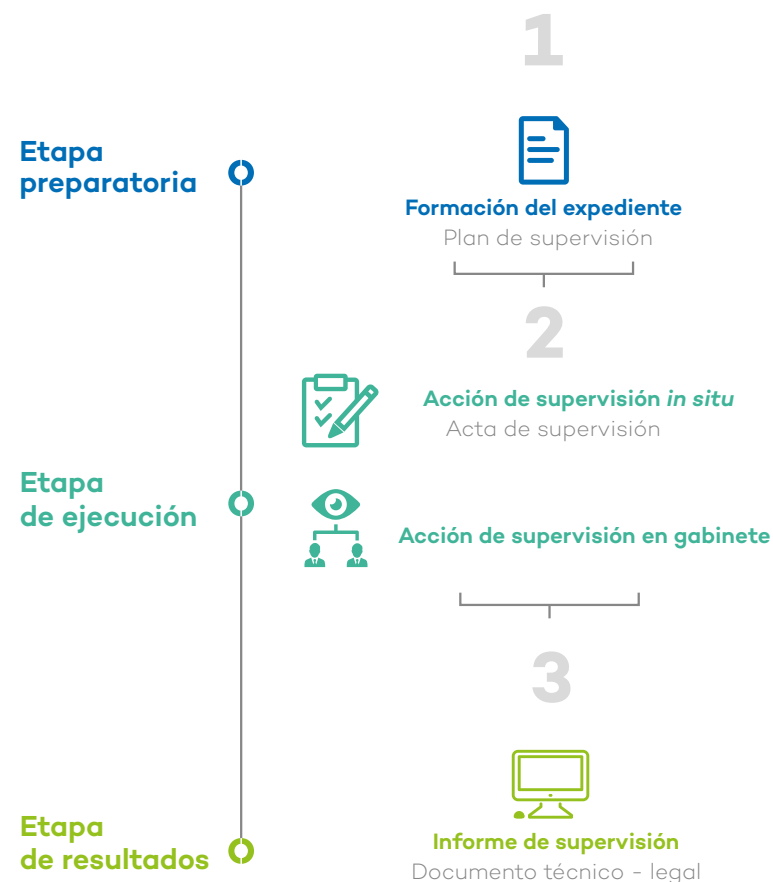 1
Etapa
preparatoria
Formación del expediente
Plan de supervisión
2
Acción de supervisión in situ
Acta de supervisión
Etapa
de ejecución
Acción de supervisión en gabinete
3
Etapa
de resultados
Informe de supervisión
Documento técnico - legal